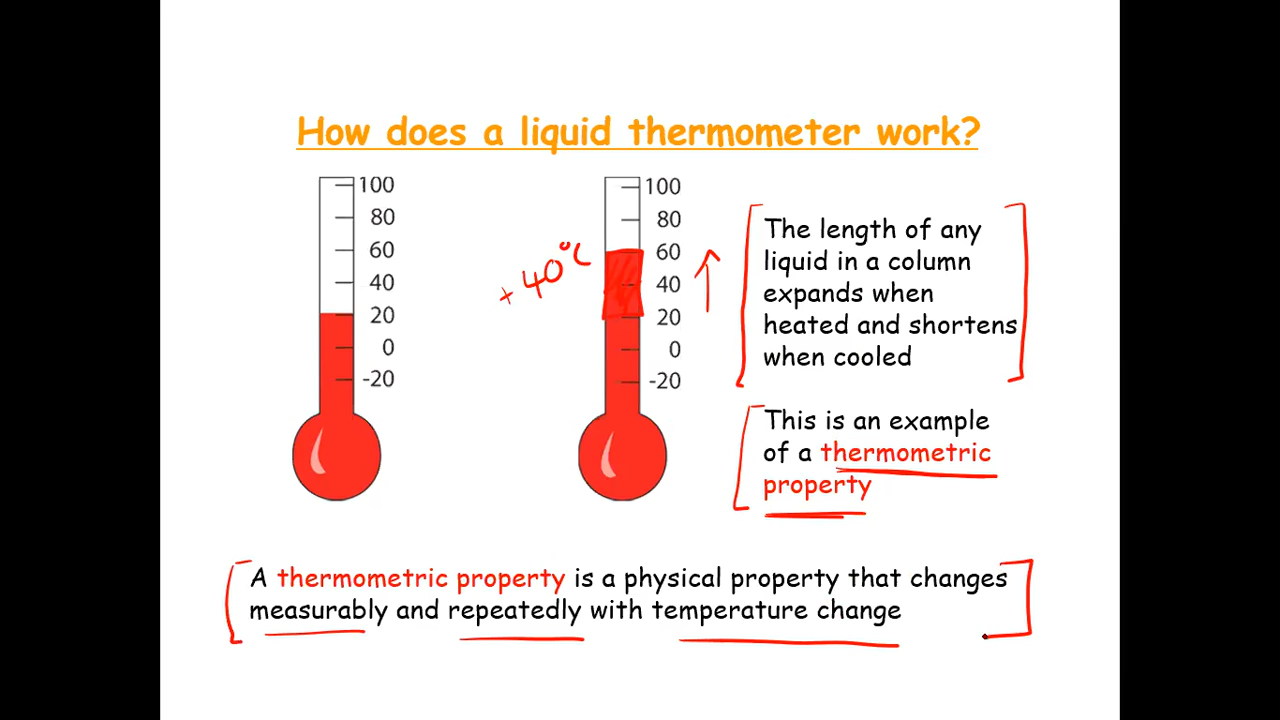 How does a liquid thermometer work?
100
80
60
40
20
0
-20
+40°C
100
80
60
40
20
0
-20
The length of any
liquid in a column
expands when
heated and shortens
when cooled
This is an example
of a thermometric
property
A thermometric property is a physical property that changes
measurably and repeatedly with temperature change